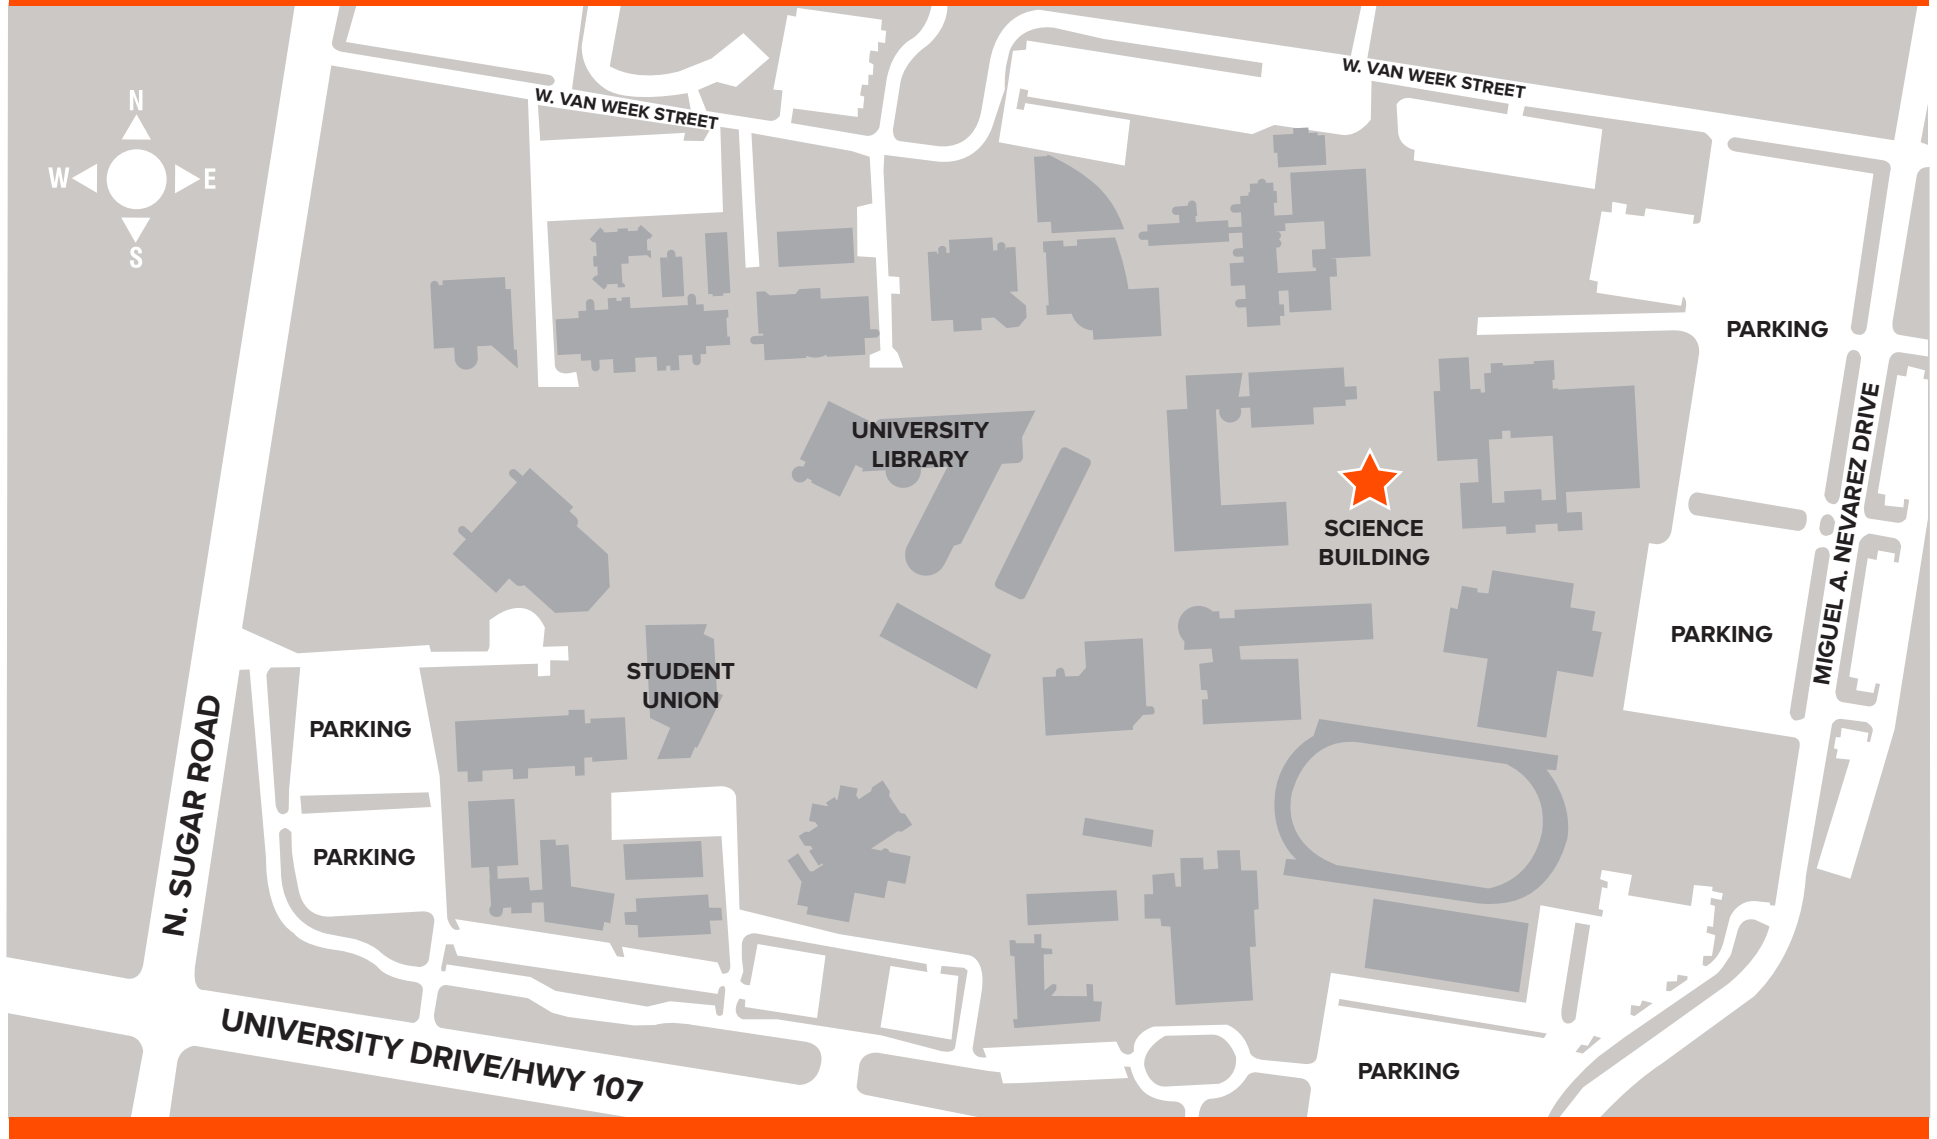 W. VAN WEEK STREET
W. VAN WEEK STREET
N
W
E
S
PARKING
UNIVERSITY
LIBRARY
MIGUEL A. NEVAREZ DRIVE
SCIENCE
BUILDING
PARKING
STUDENT
UNION
N. SUGAR ROAD
PARKING
PARKING
UNIVERSITY DRIVE/HWY 107
PARKING